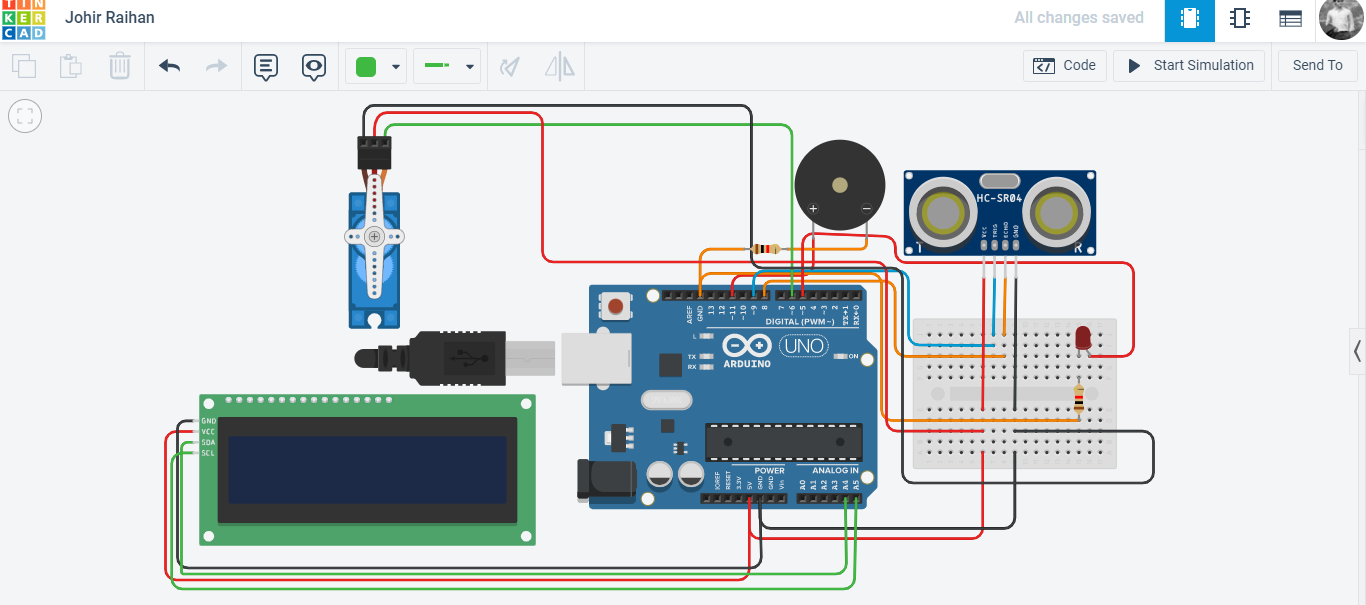 TIN
KER
CAD
Johir Raihan
All changes saved
Code
Start Simulation
Send To
+
−
HC-SR04
VCC
TRIG
ECHO
GND
T
R
AREF
GND
13
12
~11
~10
~9
8
7
~6
~5
4
~3
2
TX→1
RX←0
DIGITAL (PWM~)
L
TX
RX
ARDUINO
UNO
ON
GND
VCC
SDA
SCL
POWER
ANALOG IN
IOREF
RESET
3.3V
5V
GND
GND
Vin
A0
A1
A2
A3
A4
A5